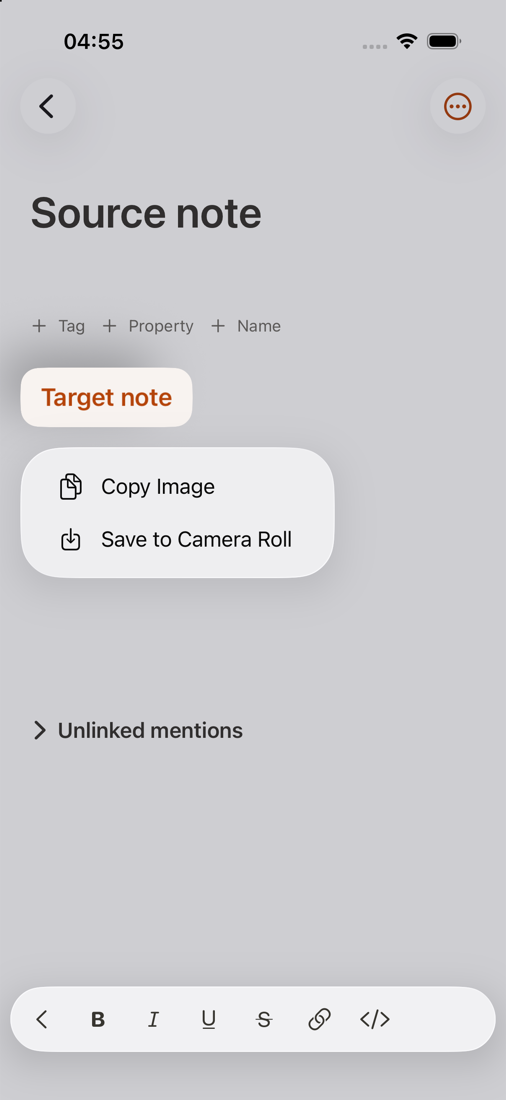 04:55
Source note
+ Tag + Property + Name
Target note
Copy Image
Save to Camera Roll
Unlinked mentions
B I U S </>